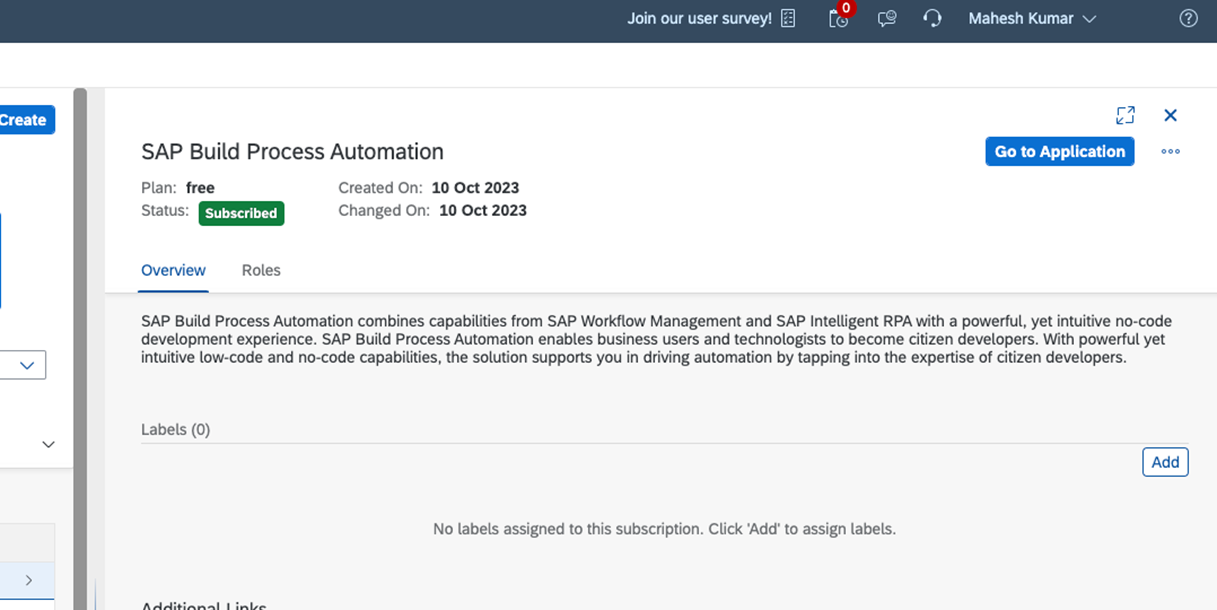 Join our user survey! 0 Mahesh Kumar
Create
SAP Build Process Automation
Go to Application
Plan: free Created On: 10 Oct 2023
Status: Subscribed Changed On: 10 Oct 2023
Overview Roles
SAP Build Process Automation combines capabilities from SAP Workflow Management and SAP Intelligent RPA with a powerful, yet intuitive no-code
development experience. SAP Build Process Automation enables business users and technologists to become citizen developers. With powerful yet
intuitive low-code and no-code capabilities, the solution supports you in driving automation by tapping into the expertise of citizen developers.
Labels (0)
Add
No labels assigned to this subscription. Click 'Add' to assign labels.
Additional Links